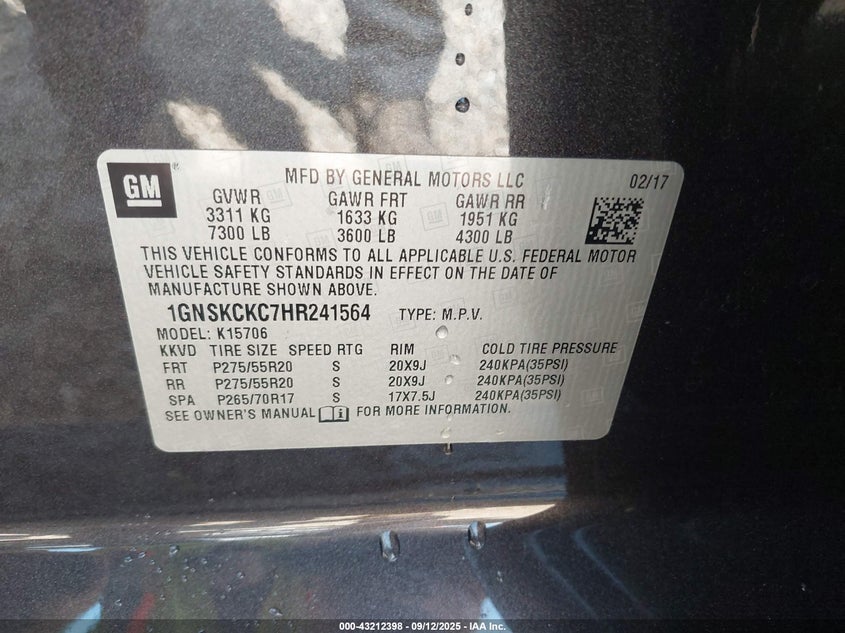 GM ®
MFD BY GENERAL MOTORS LLC 02/17
GVWR GAWR FRT GAWR RR
3311 KG 1633 KG 1951 KG
7300 LB 3600 LB 4300 LB
THIS VEHICLE CONFORMS TO ALL APPLICABLE U.S. FEDERAL MOTOR
VEHICLE SAFETY STANDARDS IN EFFECT ON THE DATE OF
MANUFACTURE SHOWN ABOVE.
1GNSKCKC7HR241564 TYPE: M.P.V.
MODEL: K15706
KKVD TIRE SIZE SPEED RTG RIM COLD TIRE PRESSURE
FRT P275/55R20 S 20X9J 240KPA(35PSI)
RR P275/55R20 S 20X9J 240KPA(35PSI)
SPA P265/70R17 S 17X7.5J 240KPA(35PSI)
SEE OWNER'S MANUAL i FOR MORE INFORMATION.
000-43212398 - 09/12/2025 - IAA Inc.